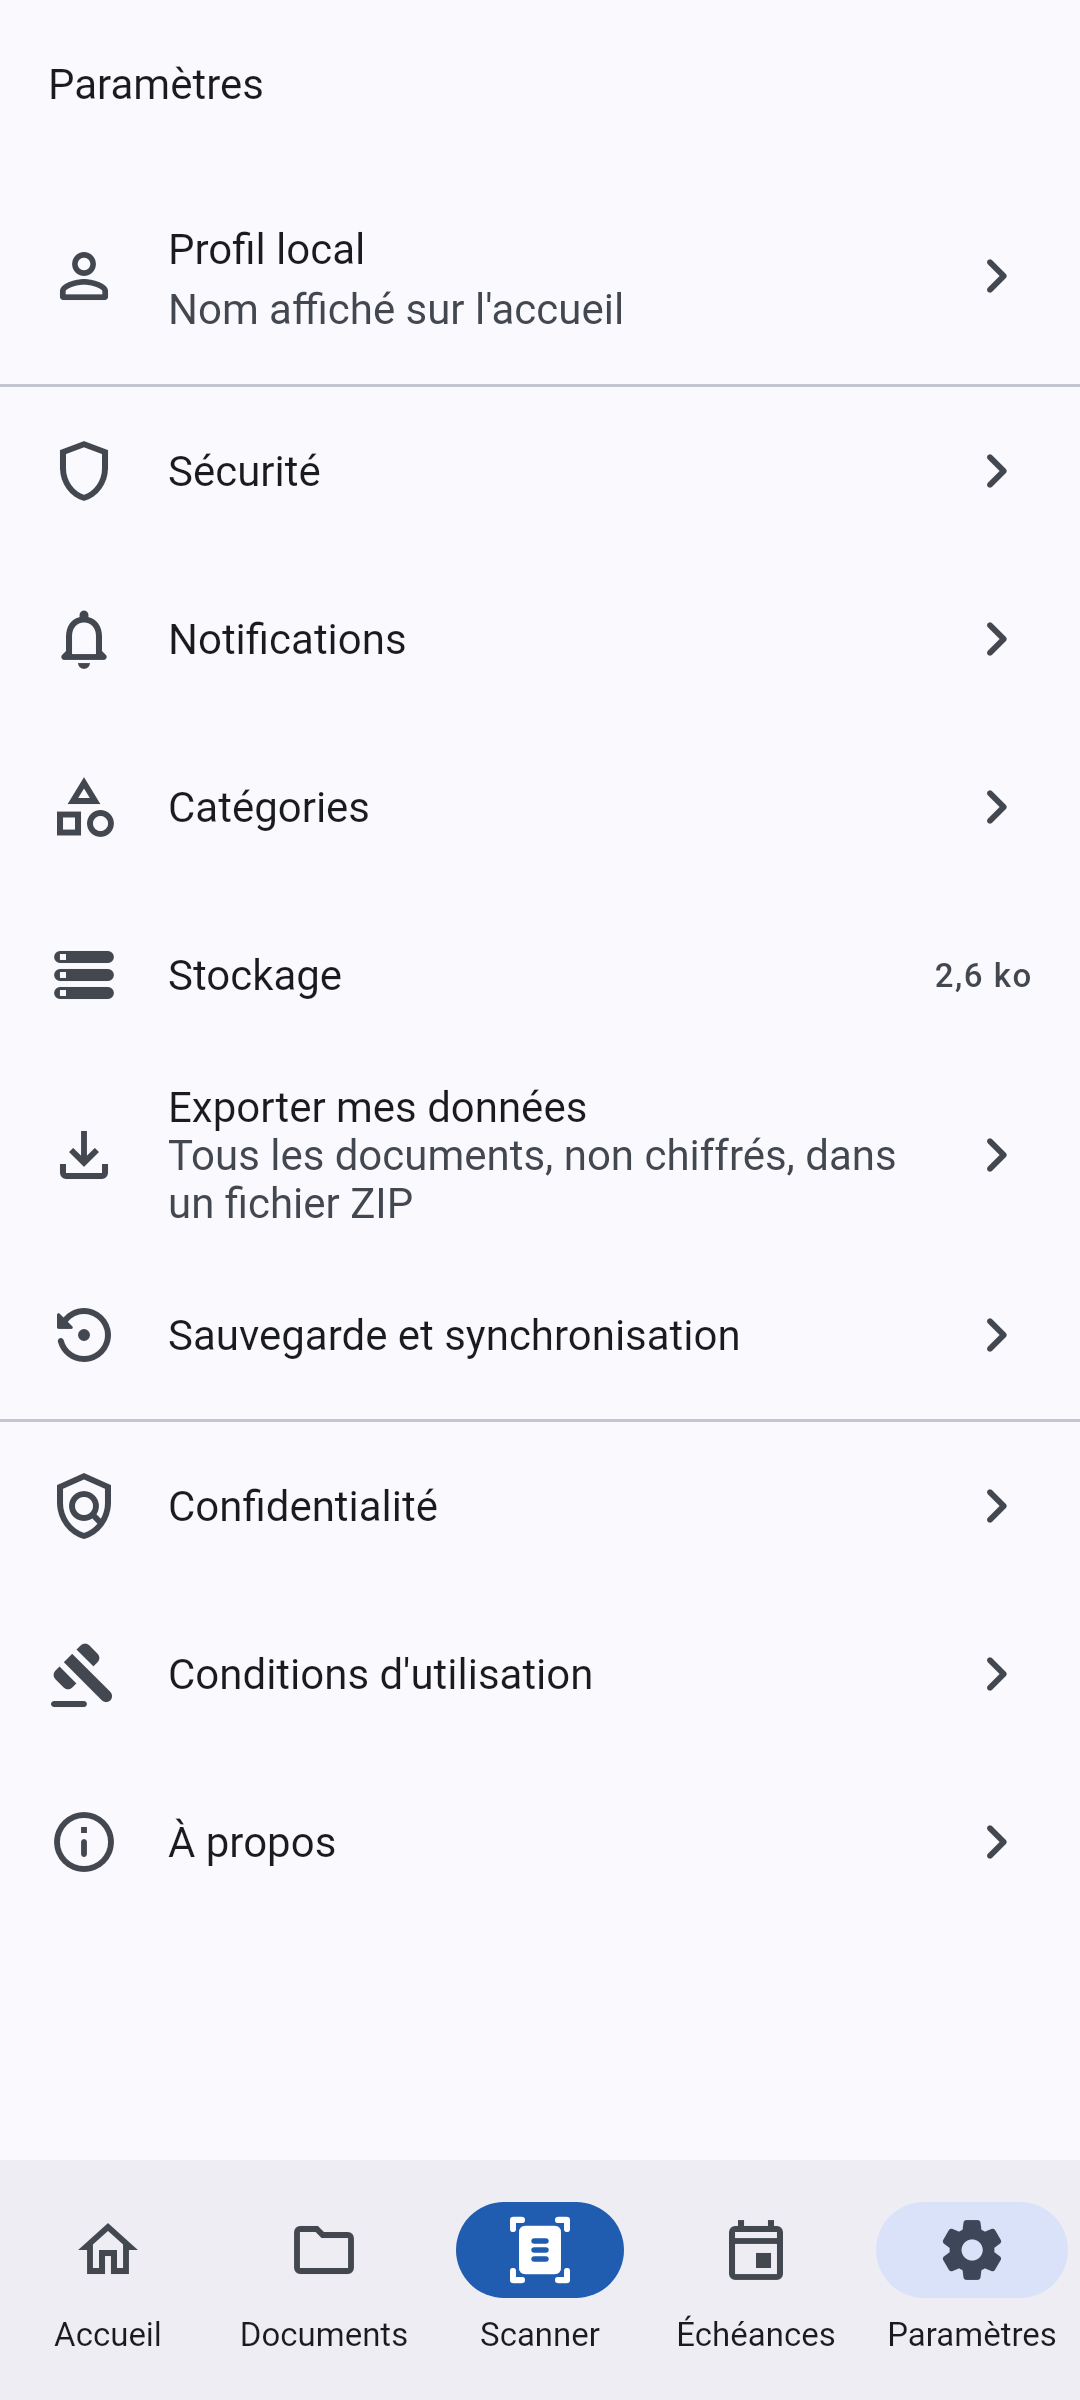 Paramètres
Profil local
Nom affiché sur l'accueil
Sécurité
Notifications
Catégories
Stockage
2,6 ko
Exporter mes données
Tous les documents, non chiffrés, dans
un fichier ZIP
Sauvegarde et synchronisation
Confidentialité
Conditions d'utilisation
À propos
Accueil
Documents
Scanner
Échéances
Paramètres